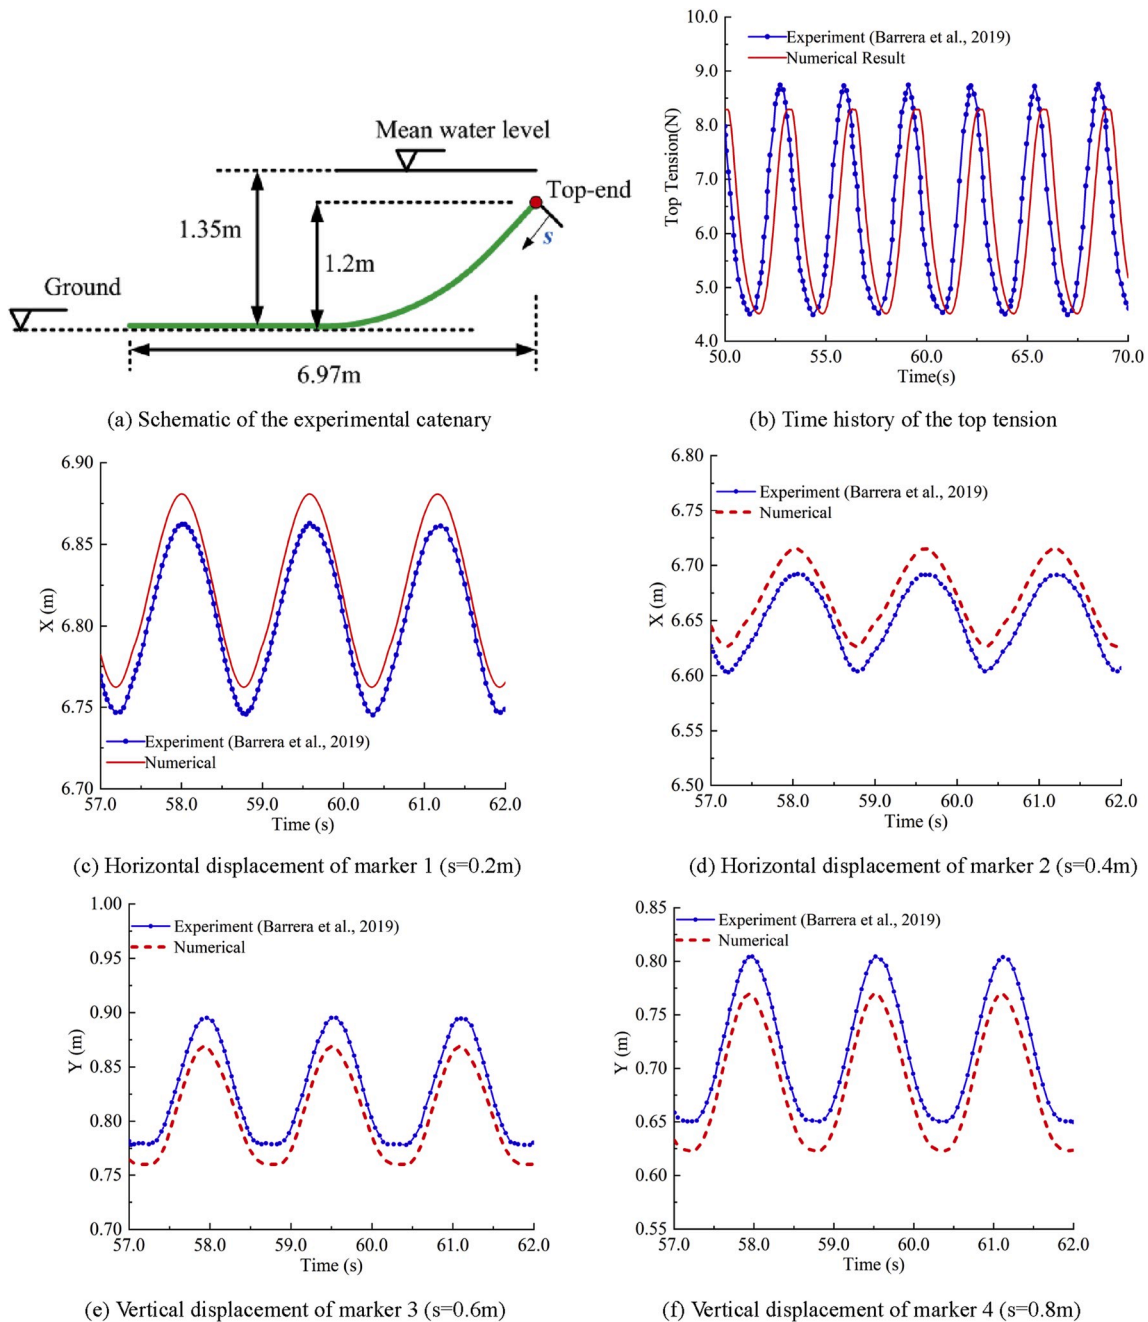 Mean water level
Top-end
1.35m
1.2m
s
Ground
6.97m
(a) Schematic of the experimental catenary
Experiment (Barrera et al., 2019)
Numerical Result
Top Tension(N)
10.0
9.0
8.0
7.0
6.0
5.0
4.0
50.0 55.0 60.0 65.0 70.0
Time(s)
(b) Time history of the top tension
X (m)
6.90
6.85
6.80
6.75
6.70
Experiment (Barrera et al., 2019)
Numerical
57.0 58.0 59.0 60.0 61.0 62.0
Time (s)
(c) Horizontal displacement of marker 1 (s=0.2m)
X (m)
6.80
6.75
6.70
6.65
6.60
6.55
6.50
Experiment (Barrera et al., 2019)
Numerical
57.0 58.0 59.0 60.0 61.0 62.0
Time (s)
(d) Horizontal displacement of marker 2 (s=0.4m)
Y (m)
1.00
0.95
0.90
0.85
0.80
0.75
0.70
Experiment (Barrera et al., 2019)
Numerical
57.0 58.0 59.0 60.0 61.0 62.0
Time (s)
(e) Vertical displacement of marker 3 (s=0.6m)
Y (m)
0.85
0.80
0.75
0.70
0.65
0.60
0.55
Experiment (Barrera et al., 2019)
Numerical
57.0 58.0 59.0 60.0 61.0 62.0
Time (s)
(f) Vertical displacement of marker 4 (s=0.8m)